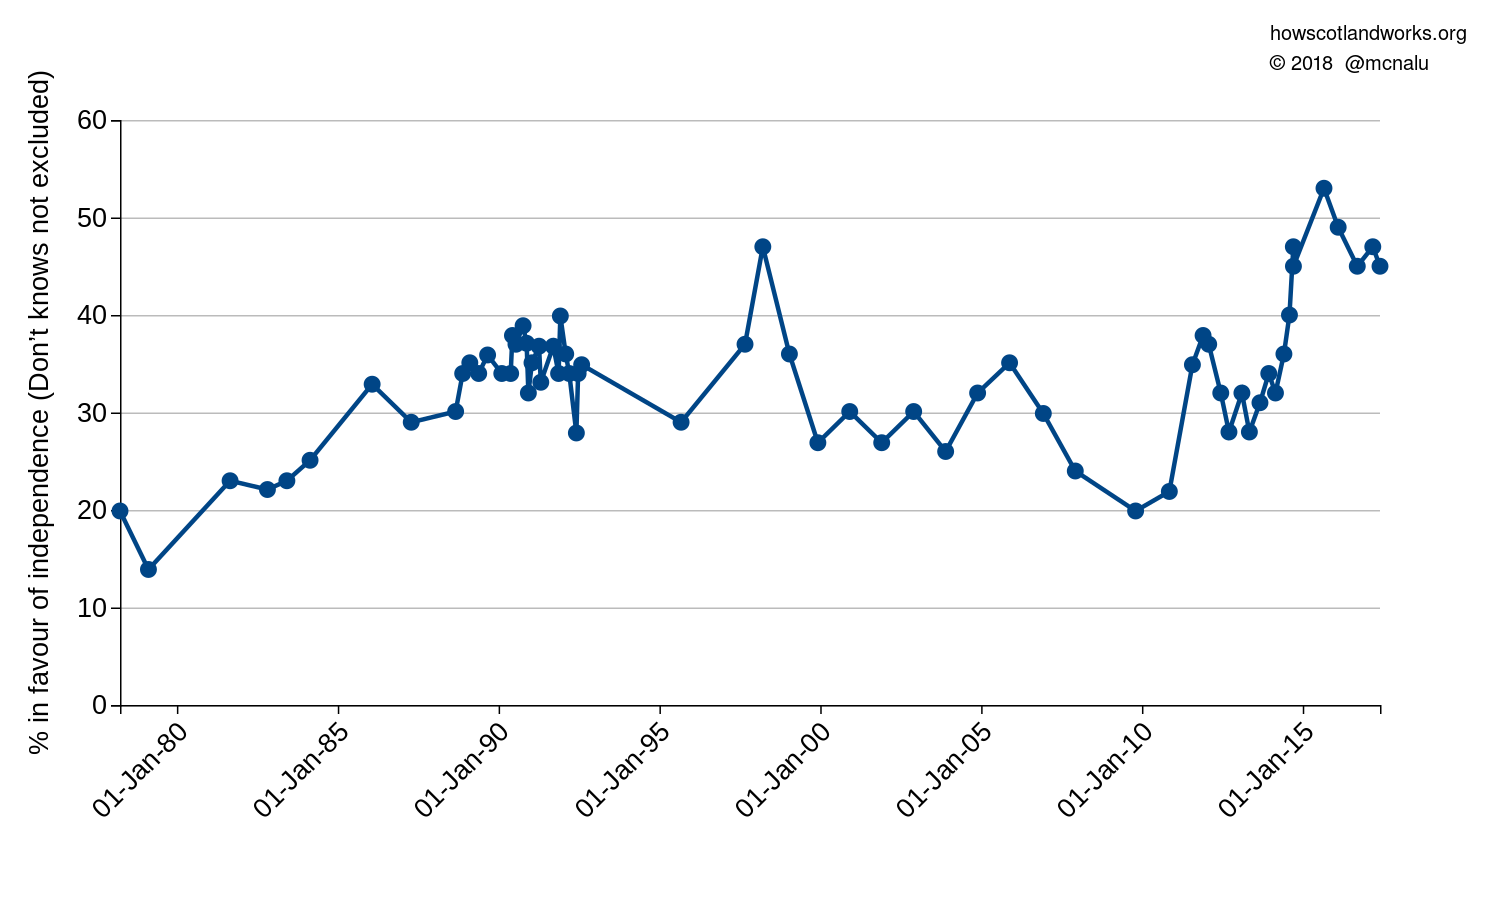 howscotlandworks.org
© 2018 @mcnalu
% in favour of independence (Don't knows not excluded)
60
50
40
30
20
10
0
01-Jan-80
01-Jan-85
01-Jan-90
01-Jan-95
01-Jan-00
01-Jan-05
01-Jan-10
01-Jan-15